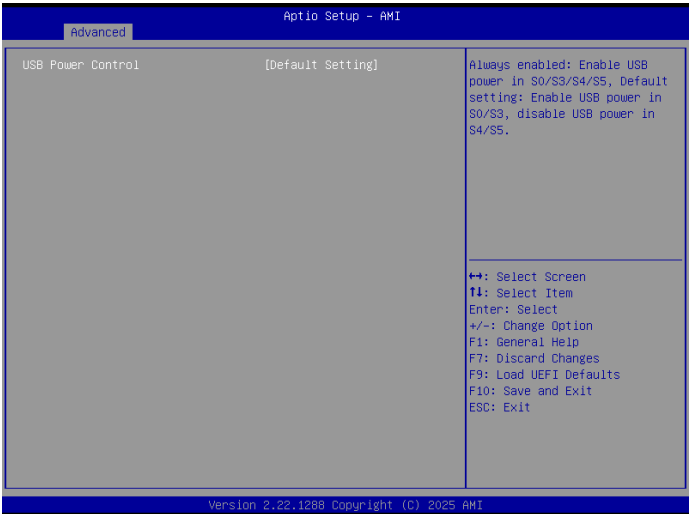 Aptio Setup - AMI
Advanced
USB Power Control [Default Setting]
Always enabled: Enable USB
power in S0/S3/S4/S5, Default
setting: Enable USB power in
S0/S3, disable USB power in
S4/S5.
↔: Select Screen
↑↓: Select Item
Enter: Select
+/-: Change Option
F1: General Help
F7: Discard Changes
F9: Load UEFI Defaults
F10: Save and Exit
ESC: Exit
Version 2.22.1288 Copyright (C) 2025 AMI